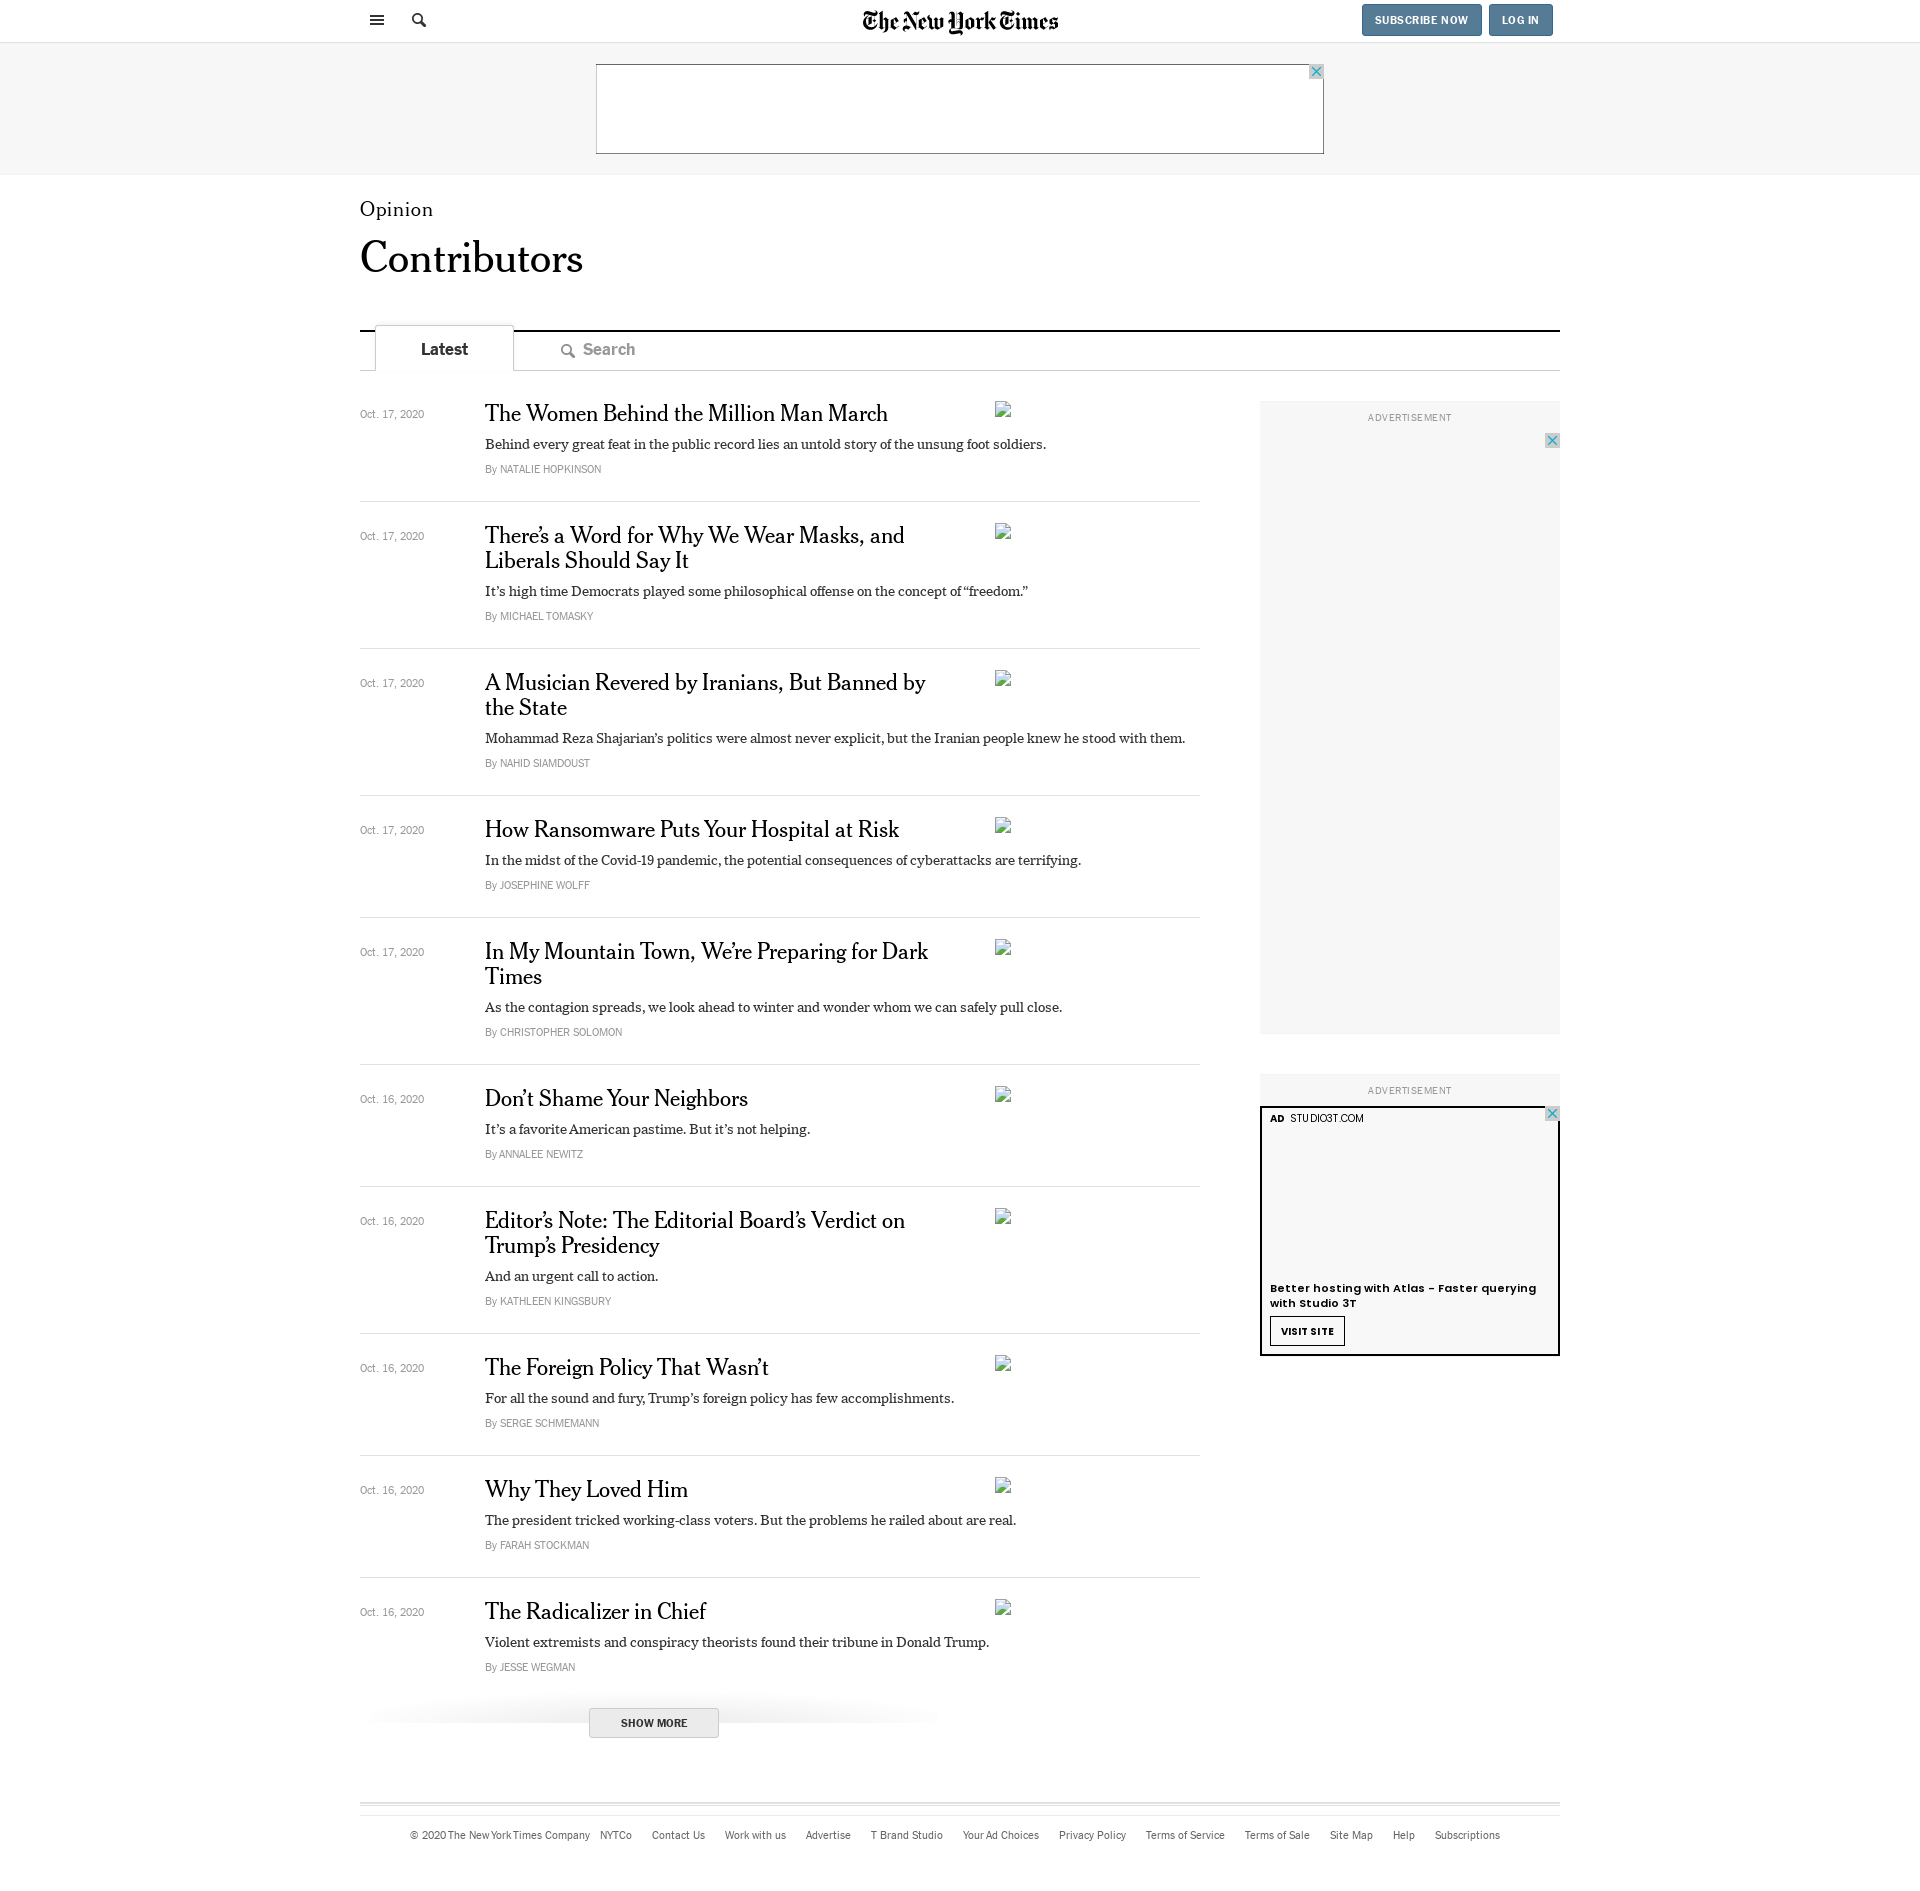 The New York Times
SUBSCRIBE NOW
LOG IN
Opinion
Contributors
Latest
Search
Oct. 17, 2020
The Women Behind the Million Man March
Behind every great feat in the public record lies an untold story of the unsung foot soldiers.
By NATALIE HOPKINSON
Oct. 17, 2020
There’s a Word for Why We Wear Masks, and
Liberals Should Say It
It’s high time Democrats played some philosophical offense on the concept of “freedom.”
By MICHAEL TOMASKY
Oct. 17, 2020
A Musician Revered by Iranians, But Banned by
the State
Mohammad Reza Shajarian’s politics were almost never explicit, but the Iranian people knew he stood with them.
By NAHID SIAMDOUST
Oct. 17, 2020
How Ransomware Puts Your Hospital at Risk
In the midst of the Covid-19 pandemic, the potential consequences of cyberattacks are terrifying.
By JOSEPHINE WOLFF
Oct. 17, 2020
In My Mountain Town, We’re Preparing for Dark
Times
As the contagion spreads, we look ahead to winter and wonder whom we can safely pull close.
By CHRISTOPHER SOLOMON
Oct. 16, 2020
Don’t Shame Your Neighbors
It’s a favorite American pastime. But it’s not helping.
By ANNALEE NEWITZ
Oct. 16, 2020
Editor’s Note: The Editorial Board’s Verdict on
Trump’s Presidency
And an urgent call to action.
By KATHLEEN KINGSBURY
Oct. 16, 2020
The Foreign Policy That Wasn’t
For all the sound and fury, Trump’s foreign policy has few accomplishments.
By SERGE SCHMEMANN
Oct. 16, 2020
Why They Loved Him
The president tricked working-class voters. But the problems he railed about are real.
By FARAH STOCKMAN
Oct. 16, 2020
The Radicalizer in Chief
Violent extremists and conspiracy theorists found their tribune in Donald Trump.
By JESSE WEGMAN
SHOW MORE
ADVERTISEMENT
ADVERTISEMENT
AD STUDIO3T.COM
Better hosting with Atlas - Faster querying
with Studio 3T
VISIT SITE
© 2020 The New York Times Company NYTCo Contact Us Work with us Advertise T Brand Studio Your Ad Choices Privacy Policy Terms of Service Terms of Sale Site Map Help Subscriptions